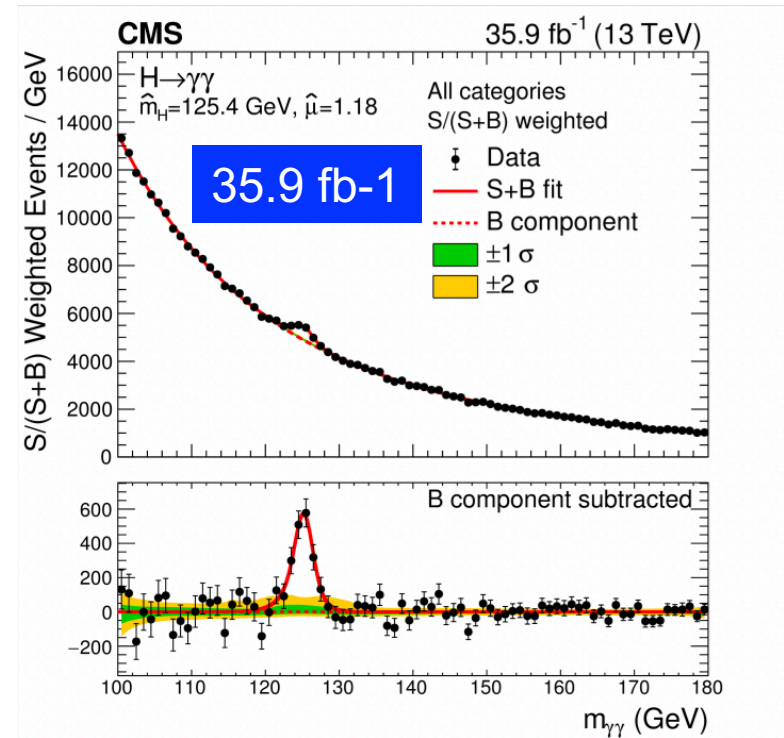 CMS
35.9 fb⁻¹ (13 TeV)
S/(S+B) Weighted Events / GeV
16000
14000
12000
10000
8000
6000
4000
2000
0
H→γγ
m̂_H=125.4 GeV, μ̂=1.18
35.9 fb-1
All categories
S/(S+B) weighted
Data
S+B fit
B component
±1 σ
±2 σ
B component subtracted
600
400
200
0
−200
100 110 120 130 140 150 160 170 180
m_γγ (GeV)